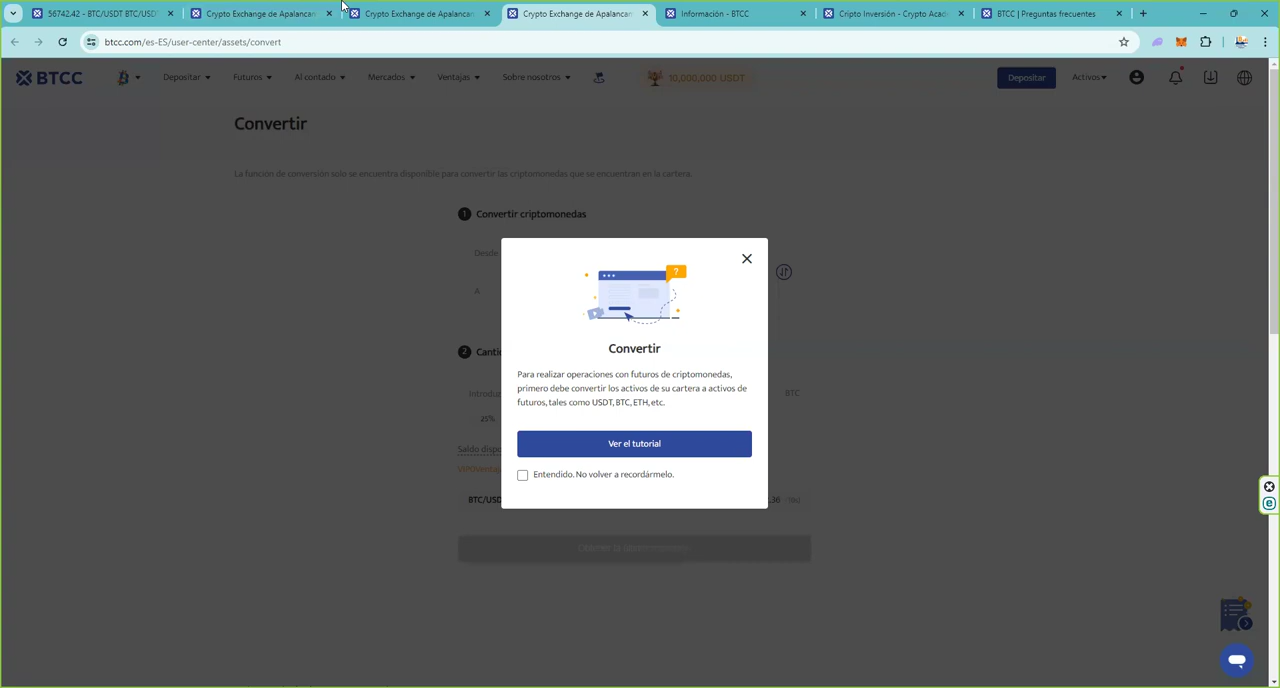 56742.42 - BTC/USDT BTC/USD
Crypto Exchange de Apalancam
Crypto Exchange de Apalancam
Crypto Exchange de Apalancam
Información - BTCC
Cripto Inversión - Crypto Acad
BTCC | Preguntas frecuentes
btcc.com/es-ES/user-center/assets/convert
BTCC
Depositar
Futuros
Al contado
Mercados
Ventajas
Sobre nosotros
10,000,000 USDT
Depositar
Activos
Convertir
La función de conversión solo se encuentra disponible para convertir las criptomonedas que se encuentran en la cartera.
1 Convertir criptomonedas
Desde
A
2
BTC
25%
BTC/USD
?
Convertir
Para realizar operaciones con futuros de criptomonedas,
primero debe convertir los activos de su cartera a activos de
futuros, tales como USDT, BTC, ETH, etc.
Ver el tutorial
Entendido. No volver a recordármelo.